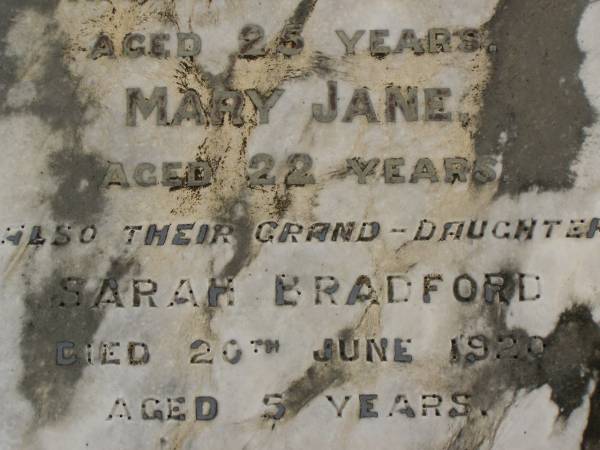 AGED 25 YEARS.
MARY JANE,
AGED 22 YEARS
ALSO THEIR GRAND-DAUGHTER
SARAH BRADFORD
DIED 20TH JUNE 1920
AGED 5 YEARS.